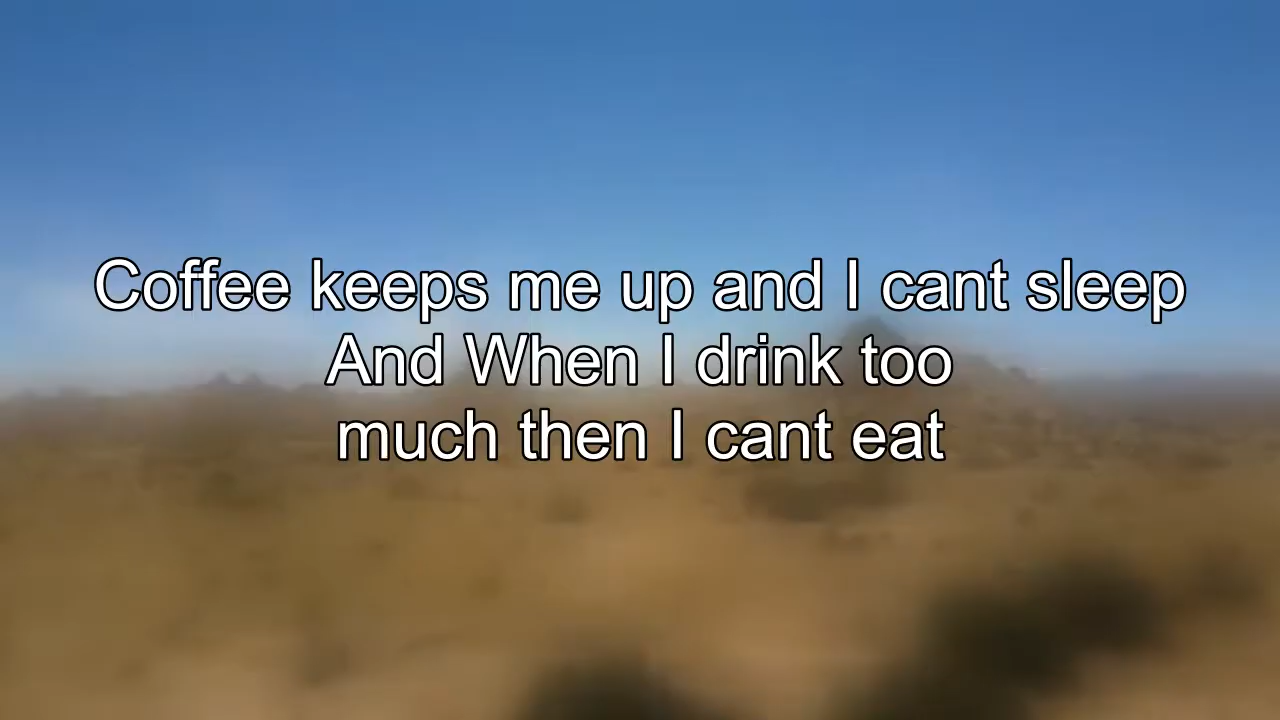 Coffee keeps me up and I cant sleep
And When I drink too
much then I cant eat